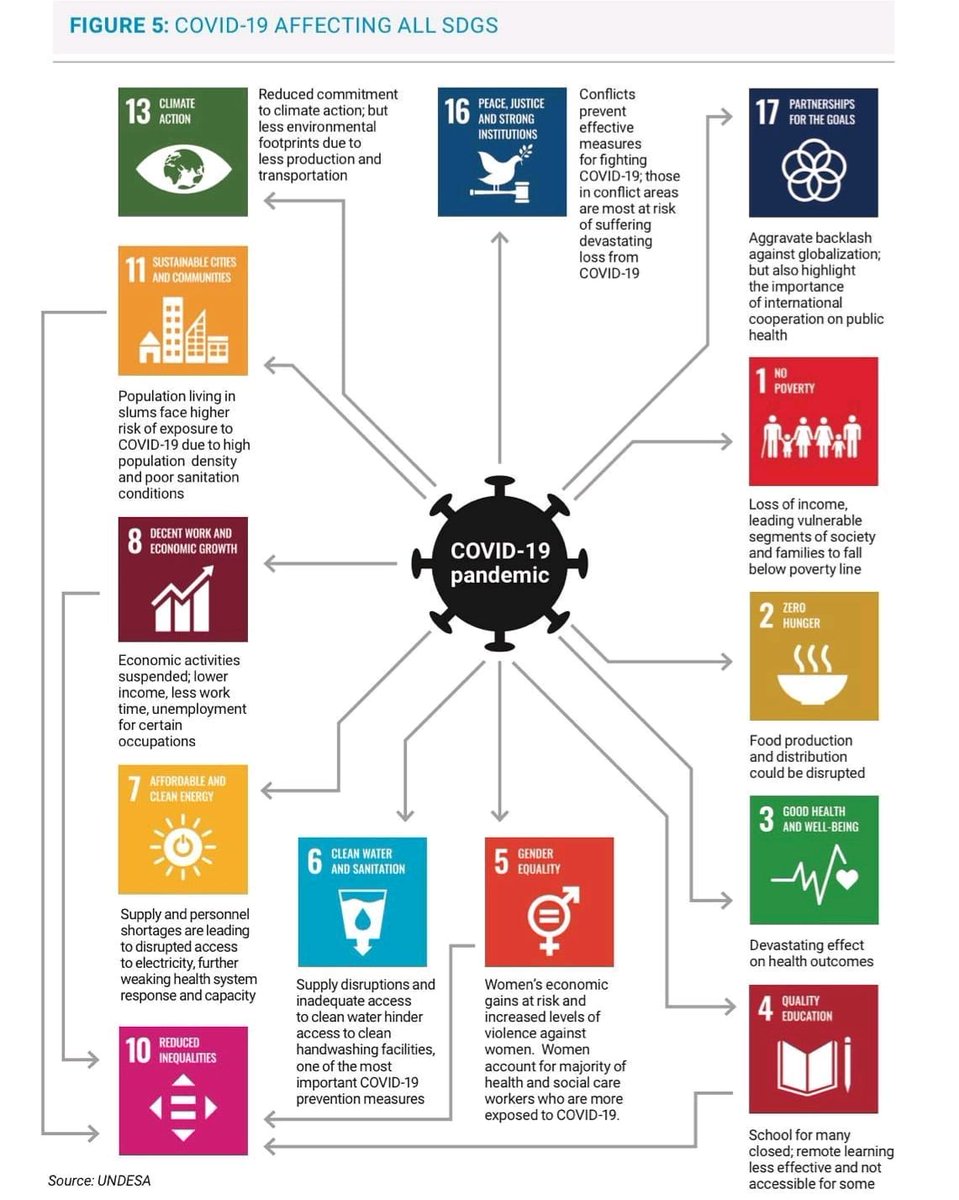 FIGURE 5: COVID-19 AFFECTING ALL SDGS
13 CLIMATE
ACTION
Reduced commitment
to climate action; but
less environmental
footprints due to
less production and
transportation
16 PEACE, JUSTICE
AND STRONG
INSTITUTIONS
Conflicts
prevent
effective
measures
for fighting
COVID-19; those
in conflict areas
are most at risk
of suffering
devastating
loss from
COVID-19
17 PARTNERSHIPS
FOR THE GOALS
Aggravate backlash
against globalization;
but also highlight
the importance
of international
cooperation on public
health
11 SUSTAINABLE CITIES
AND COMMUNITIES
Population living in
slums face higher
risk of exposure to
COVID-19 due to high
population density
and poor sanitation
conditions
1 NO
POVERTY
Loss of income,
leading vulnerable
segments of society
and families to fall
below poverty line
8 DECENT WORK AND
ECONOMIC GROWTH
Economic activities
suspended; lower
income, less work
time, unemployment
for certain
occupations
COVID-19
pandemic
2 ZERO
HUNGER
Food production
and distribution
could be disrupted
7 AFFORDABLE AND
CLEAN ENERGY
Supply and personnel
shortages are leading
to disrupted access
to electricity, further
weaking health system
response and capacity
6 CLEAN WATER
AND SANITATION
Supply disruptions and
inadequate access
to clean water hinder
access to clean
handwashing facilities,
one of the most
important COVID-19
prevention measures
5 GENDER
EQUALITY
Women's economic
gains at risk and
increased levels of
violence against
women. Women
account for majority of
health and social care
workers who are more
exposed to COVID-19.
3 GOOD HEALTH
AND WELL-BEING
Devastating effect
on health outcomes
4 QUALITY
EDUCATION
School for many
closed; remote learning
less effective and not
accessible for some
10 REDUCED
INEQUALITIES
Source: UNDESA